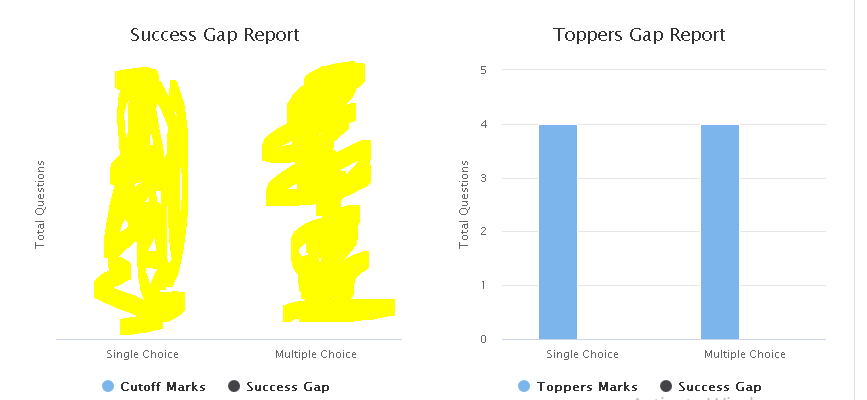 Success Gap Report
Total Questions
Single Choice
Multiple Choice
Cutoff Marks
Success Gap
Toppers Gap Report
Total Questions
5
4
3
2
1
0
Single Choice
Multiple Choice
Toppers Marks
Success Gap